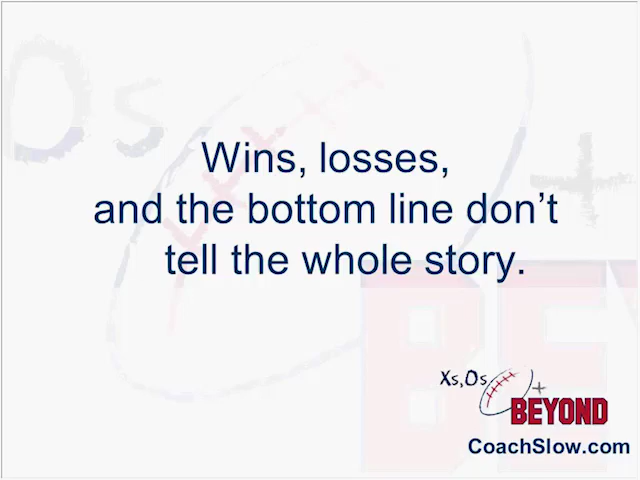 Wins, losses,
and the bottom line don't
tell the whole story.
Xs,Os +
BEYOND
CoachSlow.com